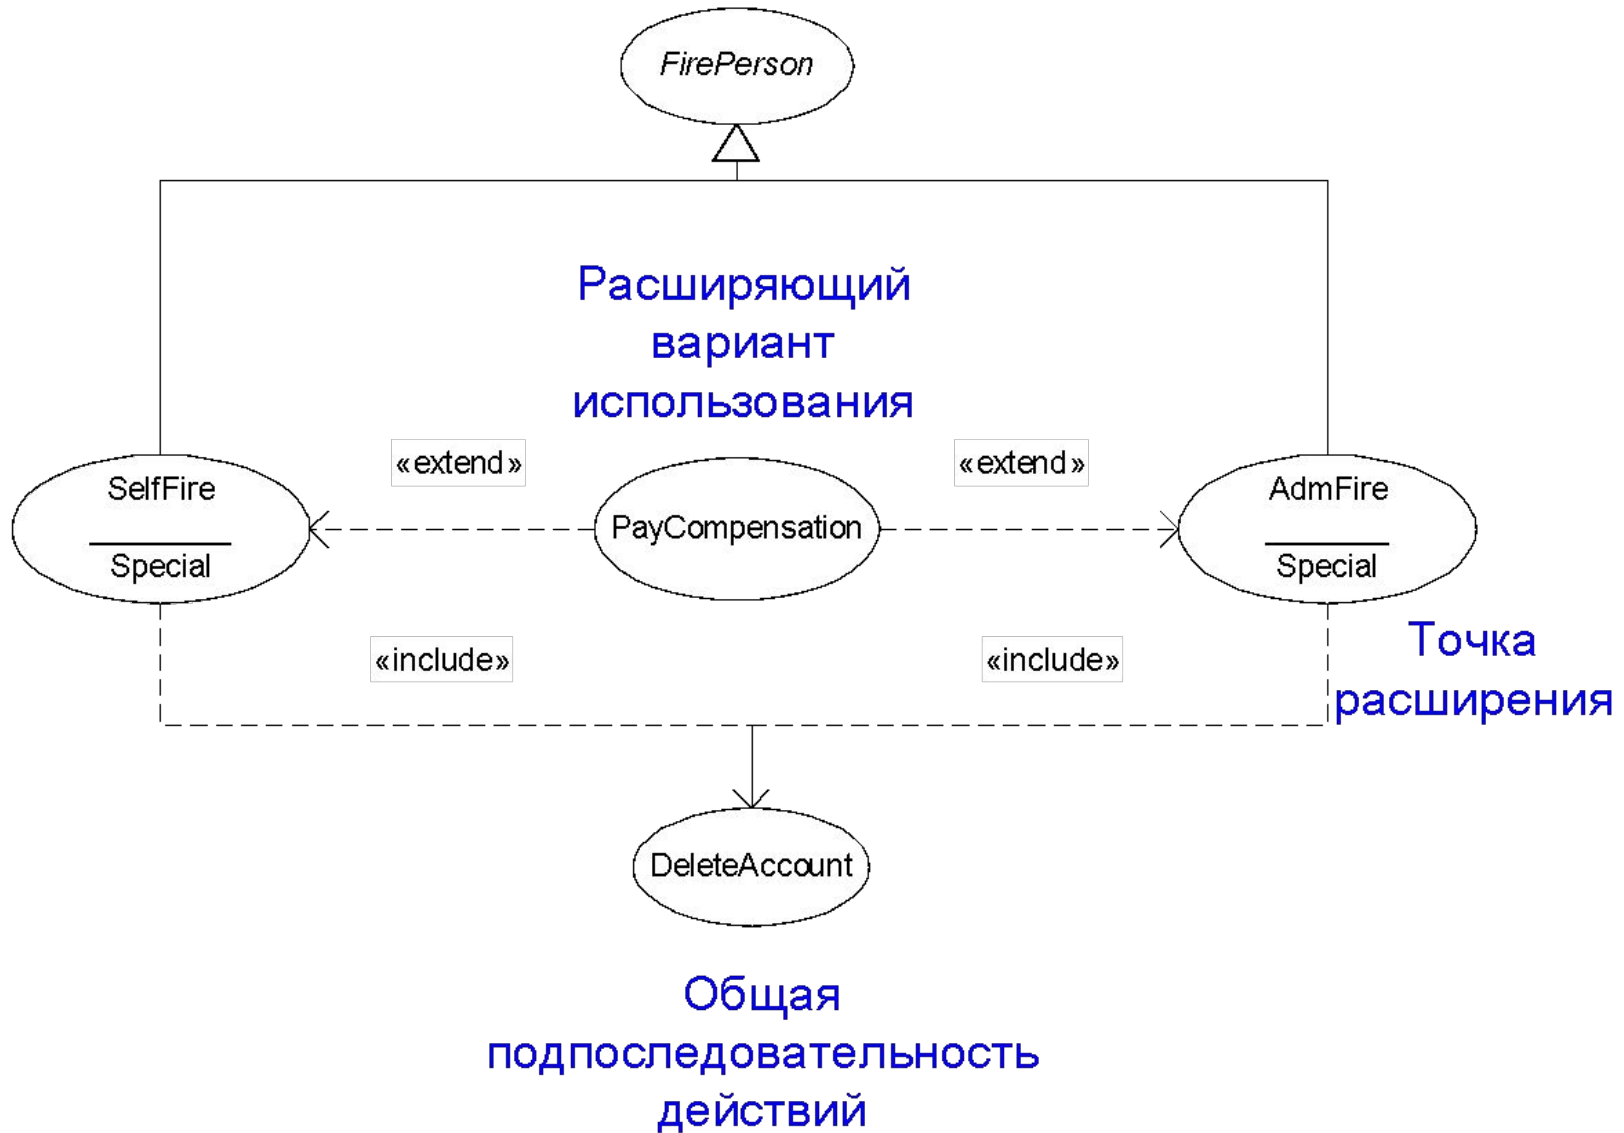 FirePerson
Расширяющий
вариант
использования
«extend»
«extend»
SelfFire
Special
PayCompensation
AdmFire
Special
«include»
«include»
Точка
расширения
DeleteAccount
Общая
подпоследовательность
действий